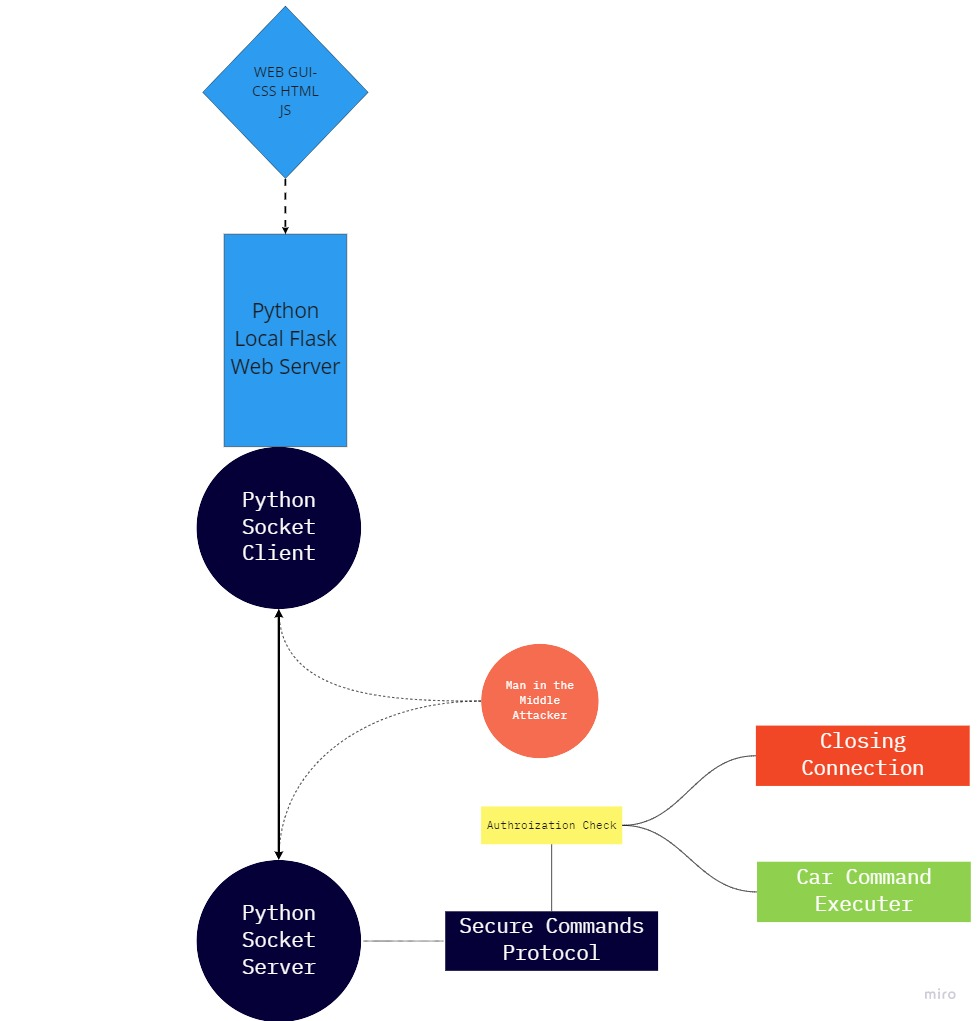 WEB GUI-
CSS HTML
JS
Python
Local Flask
Web Server
Python
Socket
Client
Man in the
Middle
Attacker
Closing
Connection
Authroization Check
Car Command
Executer
Python
Socket
Server
Secure Commands
Protocol
miro